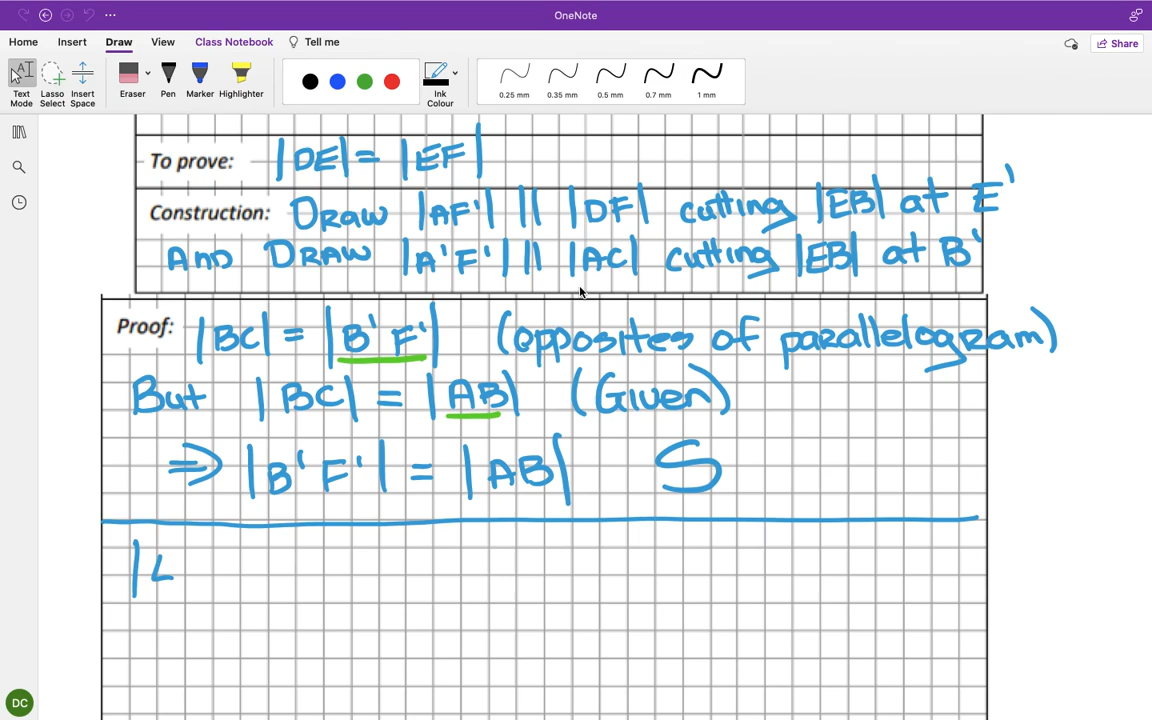 OneNote
Home Insert Draw View Class Notebook Tell me
Share
Text Mode
Lasso Select
Insert Space
Eraser
Pen
Marker
Highlighter
Ink Colour
0.25 mm
0.35 mm
0.5 mm
0.7 mm
1 mm
To prove: |DE| = |EF|
Construction: DRAW |AF'| || |DF| cutting |EB| at E'
AND DRAW |A'F'| || |AC| cutting |EB| at B'
Proof: |BC| = |B'F'| (opposites of parallelogram)
But |BC| = |AB| (Given)
⇒ |B'F'| = |AB| S
|∠
DC